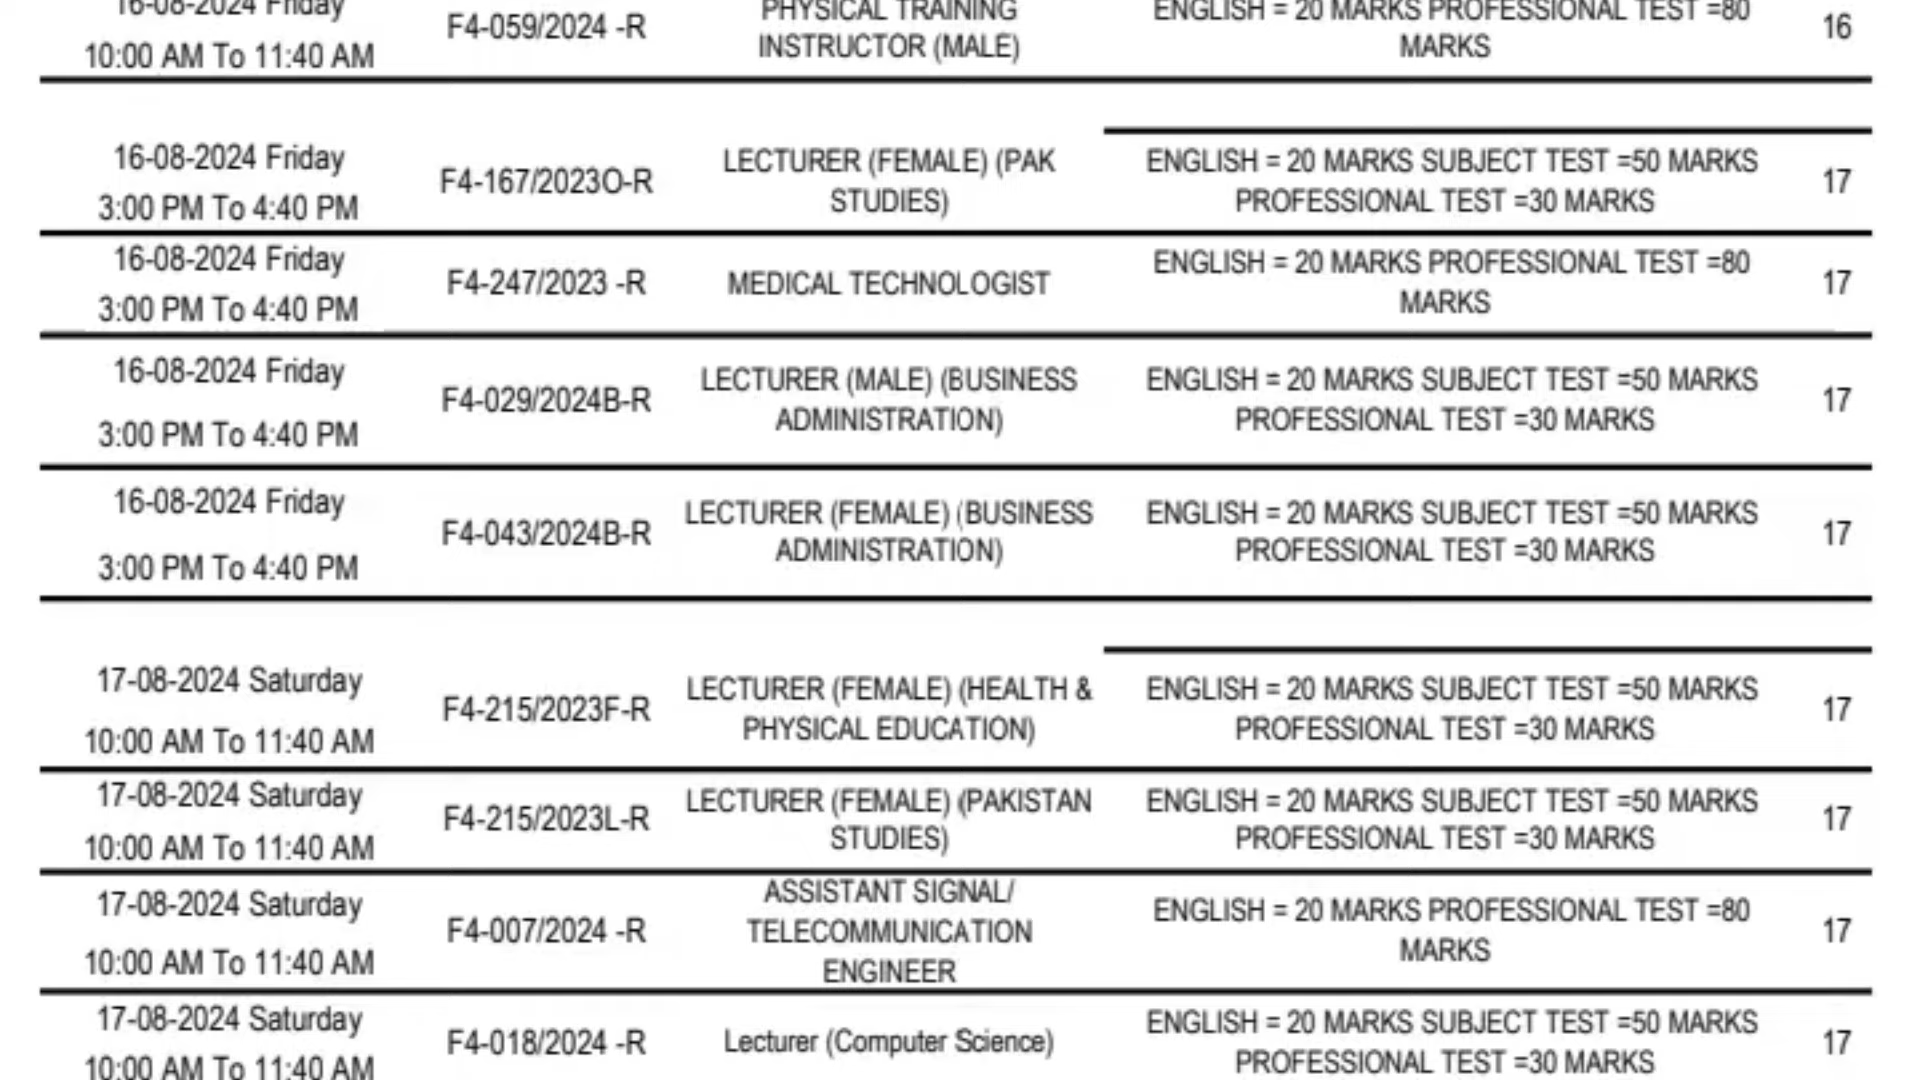 16-08-2024 Friday
10:00 AM To 11:40 AM
F4-059/2024 -R
PHYSICAL TRAINING
INSTRUCTOR (MALE)
ENGLISH = 20 MARKS PROFESSIONAL TEST =80
MARKS
16
16-08-2024 Friday
3:00 PM To 4:40 PM
F4-167/2023O-R
LECTURER (FEMALE) (PAK
STUDIES)
ENGLISH = 20 MARKS SUBJECT TEST =50 MARKS
PROFESSIONAL TEST =30 MARKS
17
16-08-2024 Friday
3:00 PM To 4:40 PM
F4-247/2023 -R
MEDICAL TECHNOLOGIST
ENGLISH = 20 MARKS PROFESSIONAL TEST =80
MARKS
17
16-08-2024 Friday
3:00 PM To 4:40 PM
F4-029/2024B-R
LECTURER (MALE) (BUSINESS
ADMINISTRATION)
ENGLISH = 20 MARKS SUBJECT TEST =50 MARKS
PROFESSIONAL TEST =30 MARKS
17
16-08-2024 Friday
3:00 PM To 4:40 PM
F4-043/2024B-R
LECTURER (FEMALE) (BUSINESS
ADMINISTRATION)
ENGLISH = 20 MARKS SUBJECT TEST =50 MARKS
PROFESSIONAL TEST =30 MARKS
17
17-08-2024 Saturday
10:00 AM To 11:40 AM
F4-215/2023F-R
LECTURER (FEMALE) (HEALTH &
PHYSICAL EDUCATION)
ENGLISH = 20 MARKS SUBJECT TEST =50 MARKS
PROFESSIONAL TEST =30 MARKS
17
17-08-2024 Saturday
10:00 AM To 11:40 AM
F4-215/2023L-R
LECTURER (FEMALE) (PAKISTAN
STUDIES)
ENGLISH = 20 MARKS SUBJECT TEST =50 MARKS
PROFESSIONAL TEST =30 MARKS
17
17-08-2024 Saturday
10:00 AM To 11:40 AM
F4-007/2024 -R
ASSISTANT SIGNAL/
TELECOMMUNICATION
ENGINEER
ENGLISH = 20 MARKS PROFESSIONAL TEST =80
MARKS
17
17-08-2024 Saturday
10:00 AM To 11:40 AM
F4-018/2024 -R
Lecturer (Computer Science)
ENGLISH = 20 MARKS SUBJECT TEST =50 MARKS
PROFESSIONAL TEST =30 MARKS
17